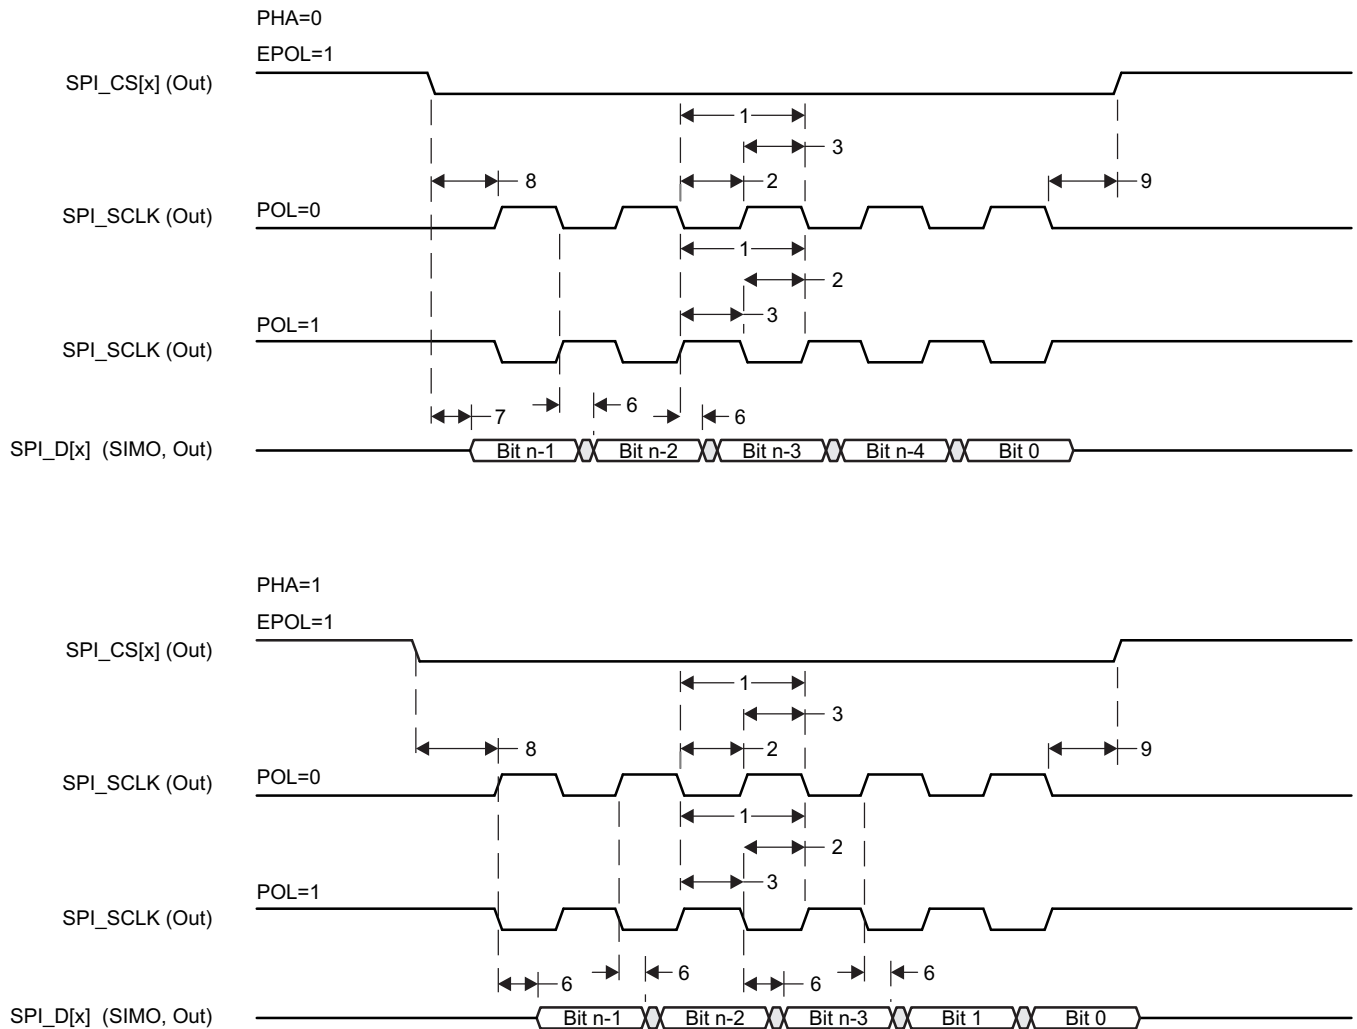 PHA=0
EPOL=1
SPI_CS[x] (Out)
1
3
8
2
9
POL=0
SPI_SCLK (Out)
1
2
3
POL=1
SPI_SCLK (Out)
7
6
6
SPI_D[x] (SIMO, Out)
Bit n-1
Bit n-2
Bit n-3
Bit n-4
Bit 0
PHA=1
EPOL=1
SPI_CS[x] (Out)
1
3
8
2
9
POL=0
SPI_SCLK (Out)
1
2
3
POL=1
SPI_SCLK (Out)
6
6
6
6
SPI_D[x] (SIMO, Out)
Bit n-1
Bit n-2
Bit n-3
Bit 1
Bit 0